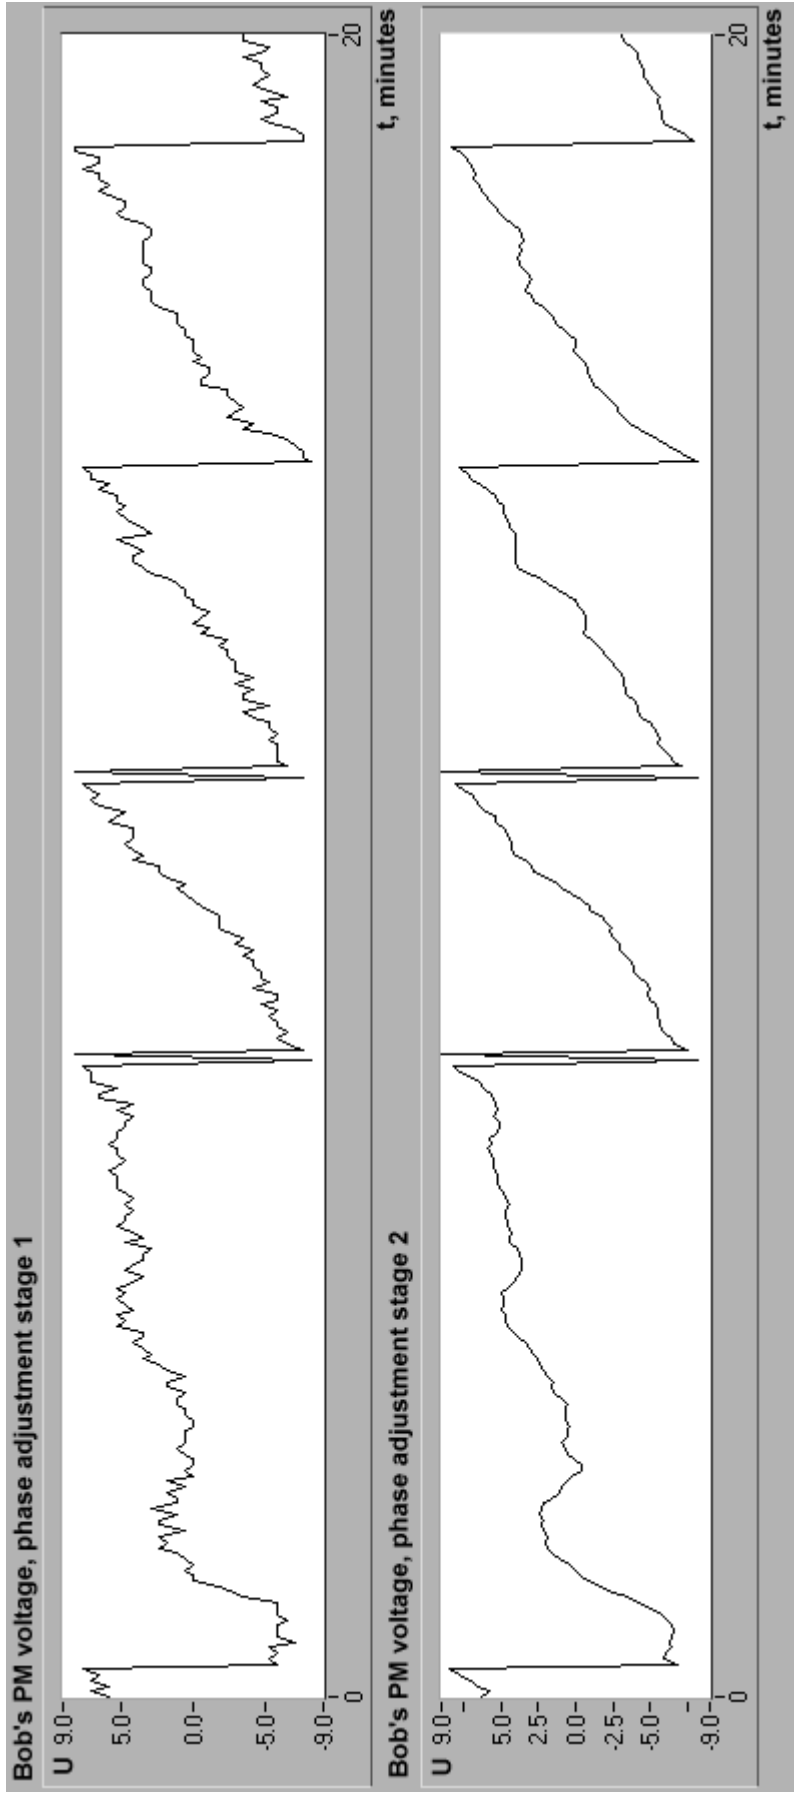 Bob's PM voltage, phase adjustment stage 1
U
9.0
5.0
0.0
-5.0
-9.0
0
20
t, minutes
Bob's PM voltage, phase adjustment stage 2
U
9.0
5.0
2.5
0.0
-2.5
-5.0
-9.0
0
20
t, minutes